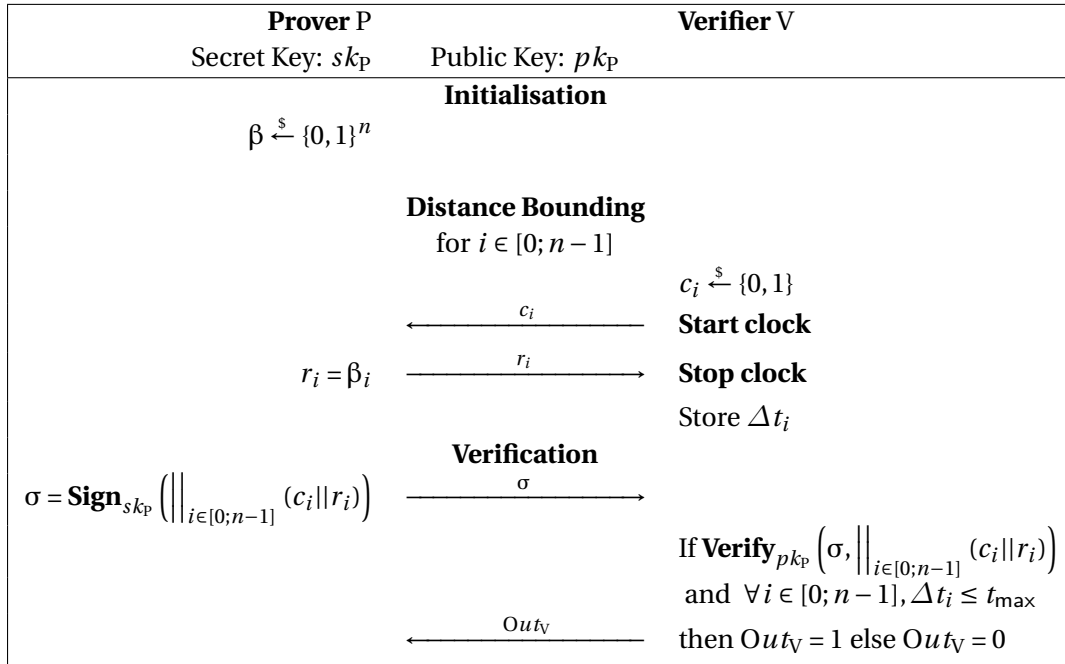 Prover P Verifier V
Secret Key: sk_P Public Key: pk_P
Initialisation
β ←$ {0,1}^n
Distance Bounding
for i ∈ [0; n − 1]
c_i ←$ {0,1}
c_i Start clock
r_i = β_i r_i Stop clock
Store Δt_i
Verification
σ = Sign_{sk_P} ( ||_{i∈[0;n−1]} (c_i||r_i) ) σ
If Verify_{pk_P} ( σ, ||_{i∈[0;n−1]} (c_i||r_i) )
and ∀i ∈ [0; n − 1], Δt_i ≤ t_max
Out_V then Out_V = 1 else Out_V = 0